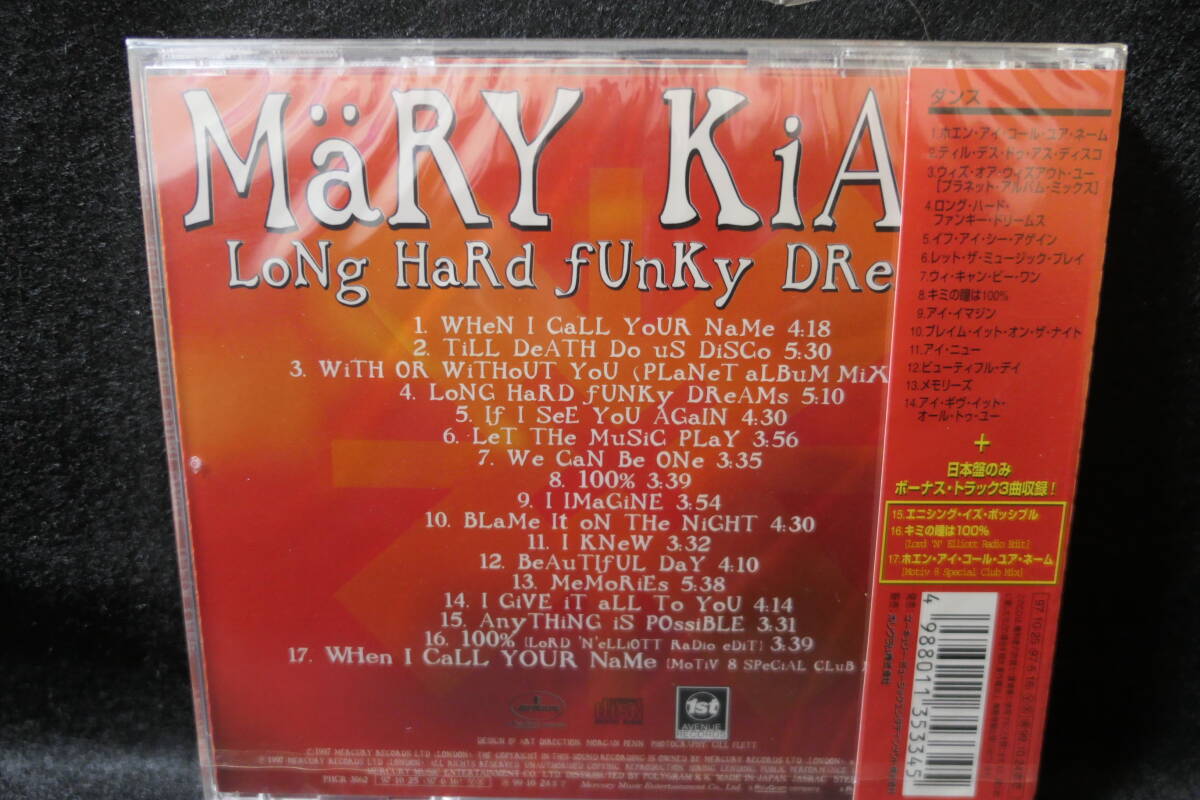 MäRY KiA
LoNg HaRd fUnKy DRe
1. WHeN I CaLL YoUR NaMe 4:18
2. TiLL DeATH Do uS DiSCo 5:30
3. WiTH OR WiTHoUT YoU (PLaNeT aLBuM MiX
4. LoNG HaRD fUNKy DReAMs 5:10
5. If I SeE YoU AGaIN 4:30
6. LeT THe MuSiC PLaY 3:56
7. We CaN Be ONe 3:35
8. 100% 3:39
9. I IMaGiNE 3:54
10. BLaMe It oN THe NiGHT 4:30
11. I KNeW 3:32
12. BeAuTIfUL DaY 4:10
13. MeMoRiEs 5:38
14. I GiVE iT aLL To YoU 4:14
15. AnyTHiNG iS POssiBLE 3:31
16. 100% [LoRD 'N'eLLiOTT RaDio eDiT] 3:39
17. WHen I CaLL YOUR NaMe [MoTiV 8 SPeCiAL CLuB
1st
AVENUE
RECORDS
DESIGN & ART DIRECTION: MORGAN PENN PHOTOGRAPHY: GILL FLETT
ダンス
1.ホエン・アイ・コール・ユア・ネーム
2.ティル・デス・ドゥ・アス・ディスコ
3.ウィズ・オア・ウィズアウト・ユー
[プラネット・アルバム・ミックス]
4.ロング・ハード・
ファンキー・ドリームス
5.イフ・アイ・シー・アゲイン
6.レット・ザ・ミュージック・プレイ
7.ウィ・キャン・ビー・ワン
8.キミの瞳は100%
9.アイ・イマジン
10.ブレイム・イット・オン・ザ・ナイト
11.アイ・ニュー
12.ビューティフル・デイ
13.メモリーズ
14.アイ・ギヴ・イット・
オール・トゥ・ユー
+
日本盤のみ
ボーナス・トラック3曲収録!
15.エニシング・イズ・ポッシブル
16.キミの瞳は100%
[Lord 'N' Elliott Radio Edit]
17.ホエン・アイ・コール・ユア・ネーム
[Motiv 8 Special Club Mix]
4 988011 353345